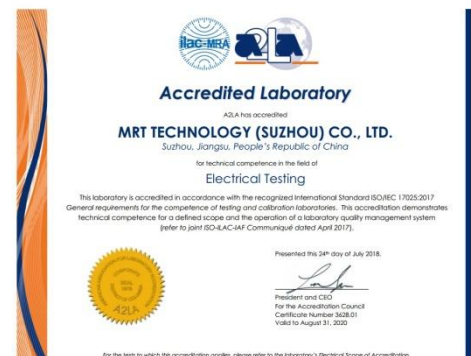 ilac-MRA
A2LA
Accredited Laboratory
A2LA has accredited
MRT TECHNOLOGY (SUZHOU) CO., LTD.
Suzhou, Jiangsu, People's Republic of China
for technical competence in the field of
Electrical Testing
This laboratory is accredited in accordance with the recognized International Standard ISO/IEC 17025:2017
General requirements for the competence of testing and calibration laboratories. This accreditation demonstrates
technical competence for a defined scope and the operation of a laboratory quality management system
(refer to joint ISO-ILAC-IAF Communiqué dated April 2017).
Presented this 24th day of July 2018.
President and CEO
For the Accreditation Council
Certificate Number 3628.01
Valid to August 31, 2020
CORPORATE
SEAL
1978
A2LA
For the tests to which this accreditation applies, please refer to the laboratory's Electrical Scope of Accreditation